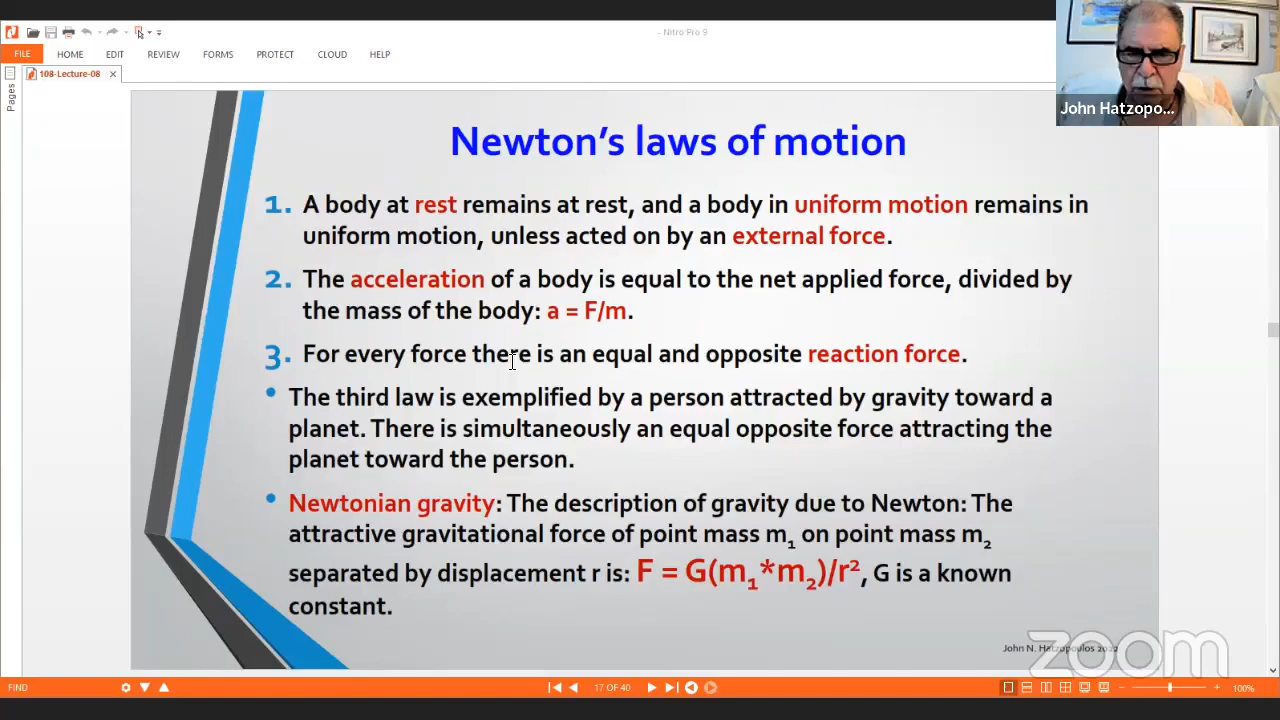 - Nitro Pro 9
FILE HOME EDIT REVIEW FORMS PROTECT CLOUD HELP
108-Lecture-08
Pages
John Hatzopo...
Newton's laws of motion
1. A body at rest remains at rest, and a body in uniform motion remains in
uniform motion, unless acted on by an external force.
2. The acceleration of a body is equal to the net applied force, divided by
the mass of the body: a = F/m.
3. For every force there is an equal and opposite reaction force.
• The third law is exemplified by a person attracted by gravity toward a
planet. There is simultaneously an equal opposite force attracting the
planet toward the person.
• Newtonian gravity: The description of gravity due to Newton: The
attractive gravitational force of point mass m₁ on point mass m₂
separated by displacement r is: F = G(m₁*m₂)/r², G is a known
constant.
John N. Hatzopoulos 2022
zoom
FIND
17 OF 40
100%